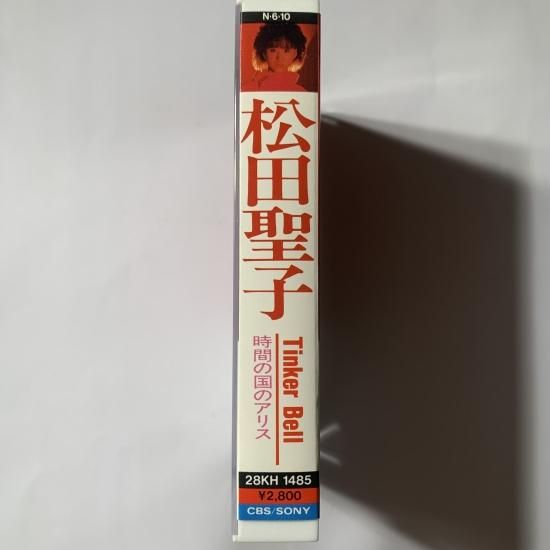 N·6·10
松田聖子
Tinker Bell
時間の国のアリス
28KH 1485
¥2,800
CBS/SONY